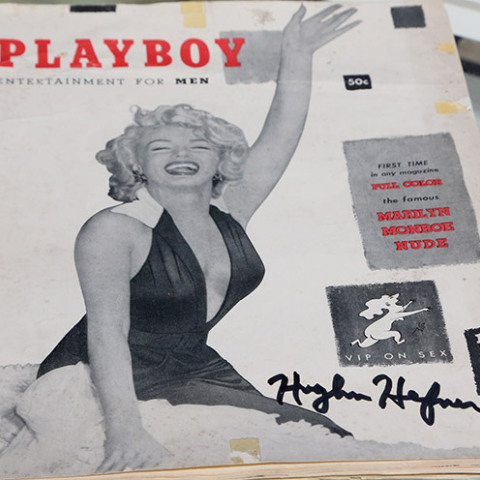 PLAYBOY
ENTERTAINMENT FOR MEN
50c
FIRST TIME
in any magazine
FULL COLOR
the famous
MARILYN
MONROE
NUDE
VIP ON SEX
Hugh Hefner